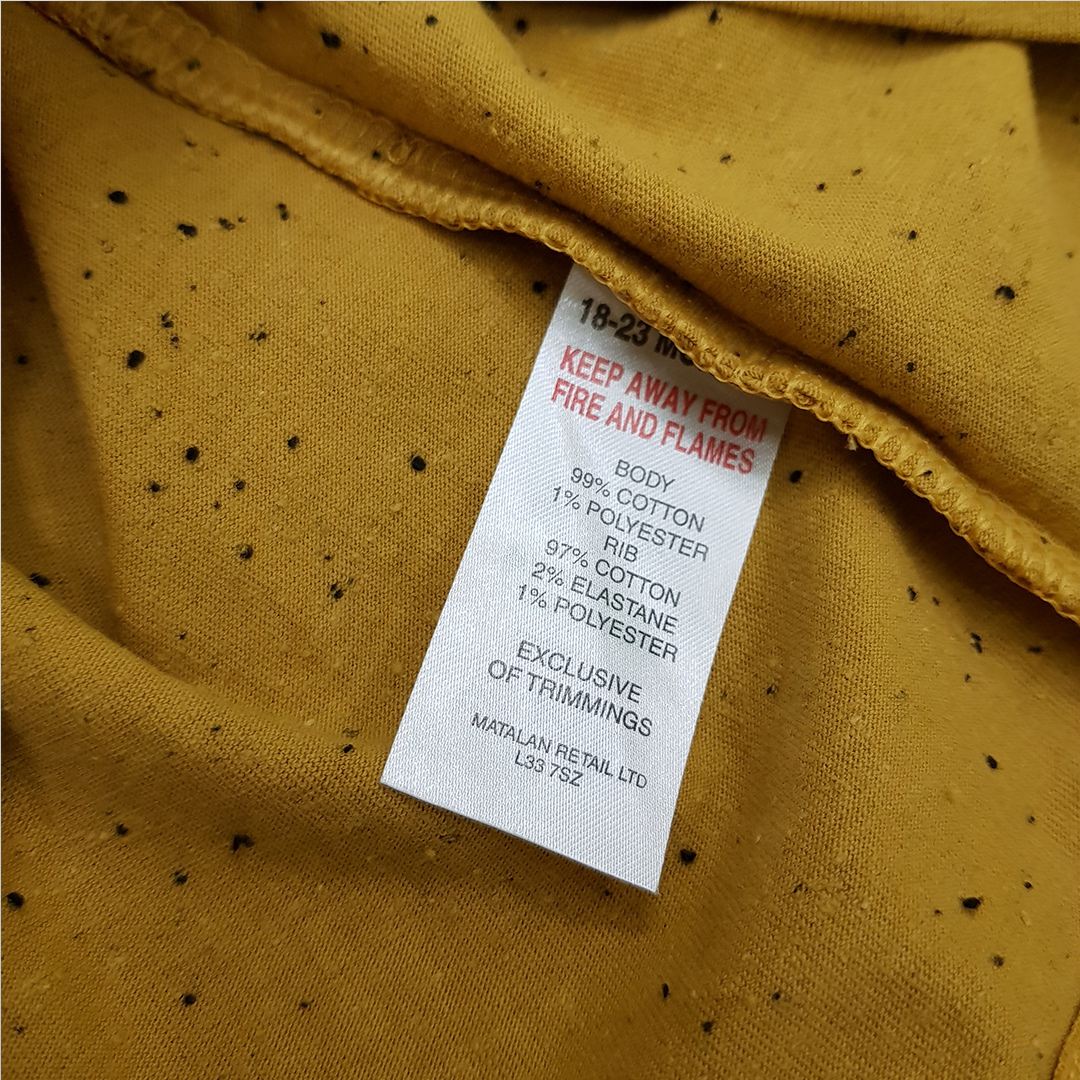 18-23
KEEP AWAY FROM
FIRE AND FLAMES
BODY
99% COTTON
1% POLYESTER
RIB
97% COTTON
2% ELASTANE
1% POLYESTER
EXCLUSIVE
OF TRIMMINGS
MATALAN RETAIL LTD
L33 7SZ